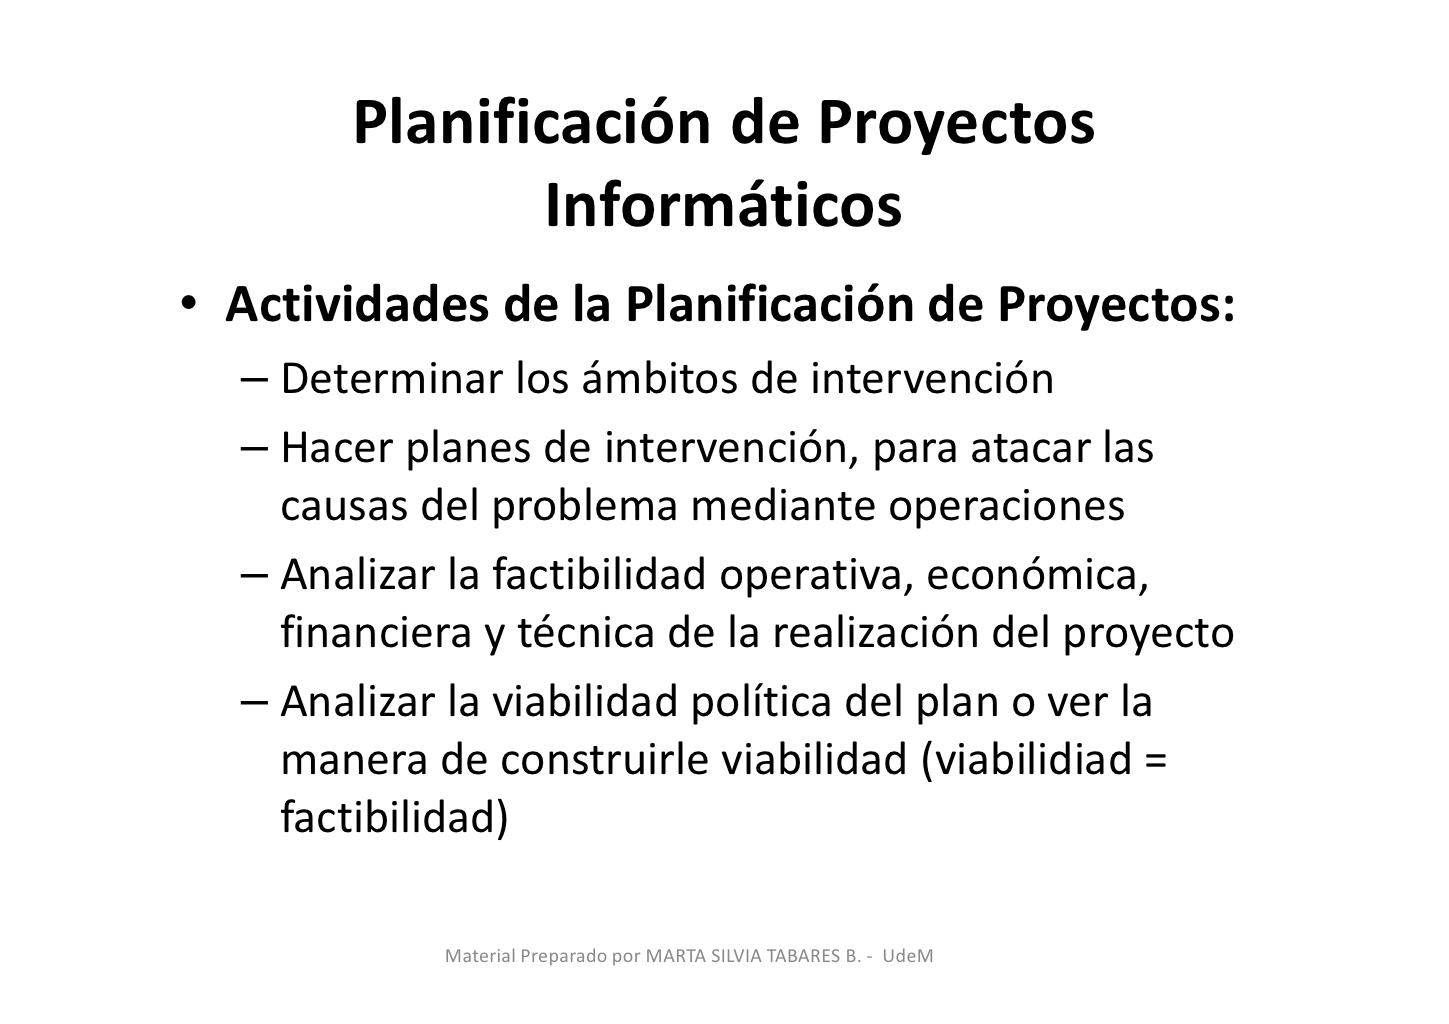 Planificación de Proyectos
Informáticos
• Actividades de la Planificación de Proyectos:
– Determinar los ámbitos de intervención
– Hacer planes de intervención, para atacar las
causas del problema mediante operaciones
– Analizar la factibilidad operativa, económica,
financiera y técnica de la realización del proyecto
– Analizar la viabilidad política del plan o ver la
manera de construirle viabilidad (viabilidiad =
factibilidad)
Material Preparado por MARTA SILVIA TABARES B. - UdeM